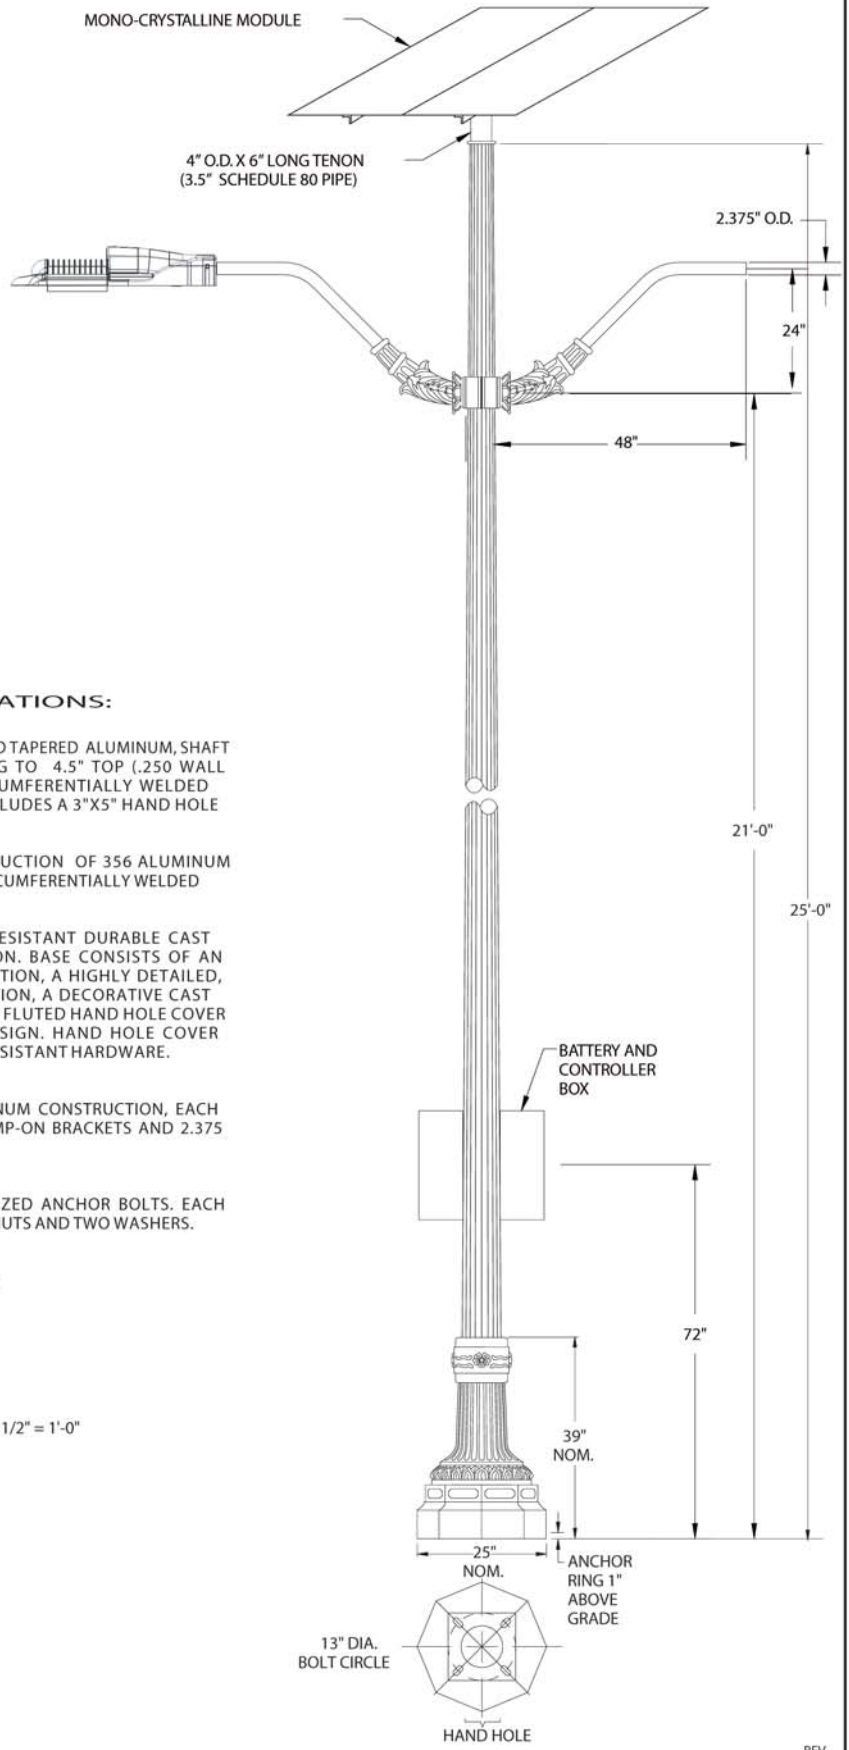 MONO-CRYSTALLINE MODULE
4" O.D. X 6" LONG TENON
(3.5" SCHEDULE 80 PIPE)
2.375" O.D.
24"
48"
ATIONS:
TAPERED ALUMINUM, SHAFT
G TO 4.5" TOP (.250 WALL
UMFERENTIALLY WELDED
LUDES A 3"X5" HAND HOLE
21'-0"
UCTION OF 356 ALUMINUM
CUMFERENTIALLY WELDED
25'-0"
ESISTANT DURABLE CAST
ON. BASE CONSISTS OF AN
TION, A HIGHLY DETAILED,
ION, A DECORATIVE CAST
FLUTED HAND HOLE COVER
SIGN. HAND HOLE COVER
SISTANT HARDWARE.
BATTERY AND
CONTROLLER
BOX
NUM CONSTRUCTION, EACH
MP-ON BRACKETS AND 2.375
IZED ANCHOR BOLTS. EACH
UTS AND TWO WASHERS.
72"
1/2" = 1'-0"
39"
NOM.
25"
NOM.
ANCHOR
RING 1"
ABOVE
GRADE
13" DIA.
BOLT CIRCLE
HAND HOLE